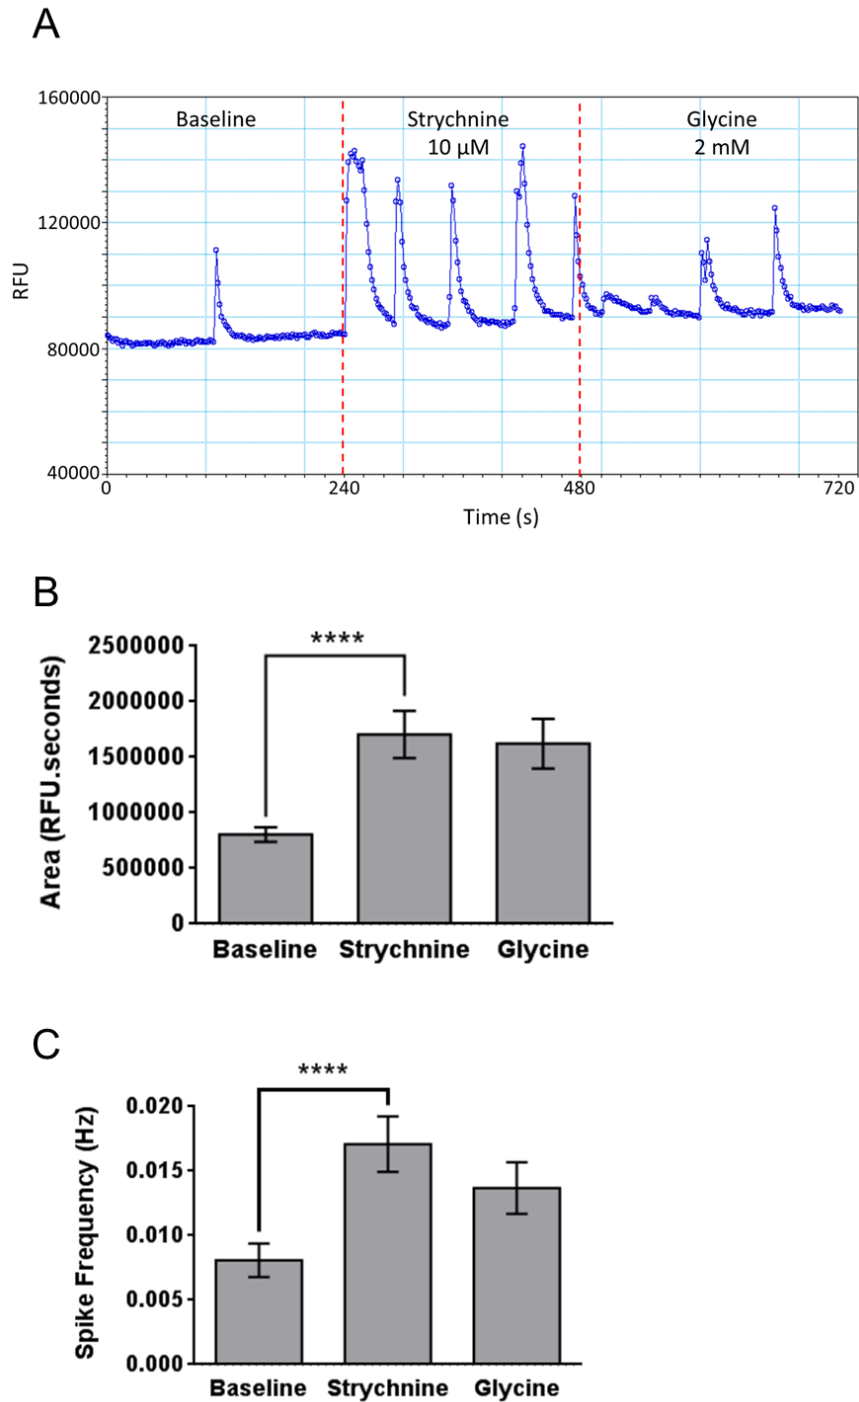 A
160000
120000
80000
40000
RFU
Baseline
Strychnine
10 µM
Glycine
2 mM
0 240 480 720
Time (s)
B
****
2500000
2000000
1500000
1000000
500000
0
Area (RFU.seconds)
Baseline Strychnine Glycine
C
****
0.020
0.015
0.010
0.005
0.000
Spike Frequency (Hz)
Baseline Strychnine Glycine